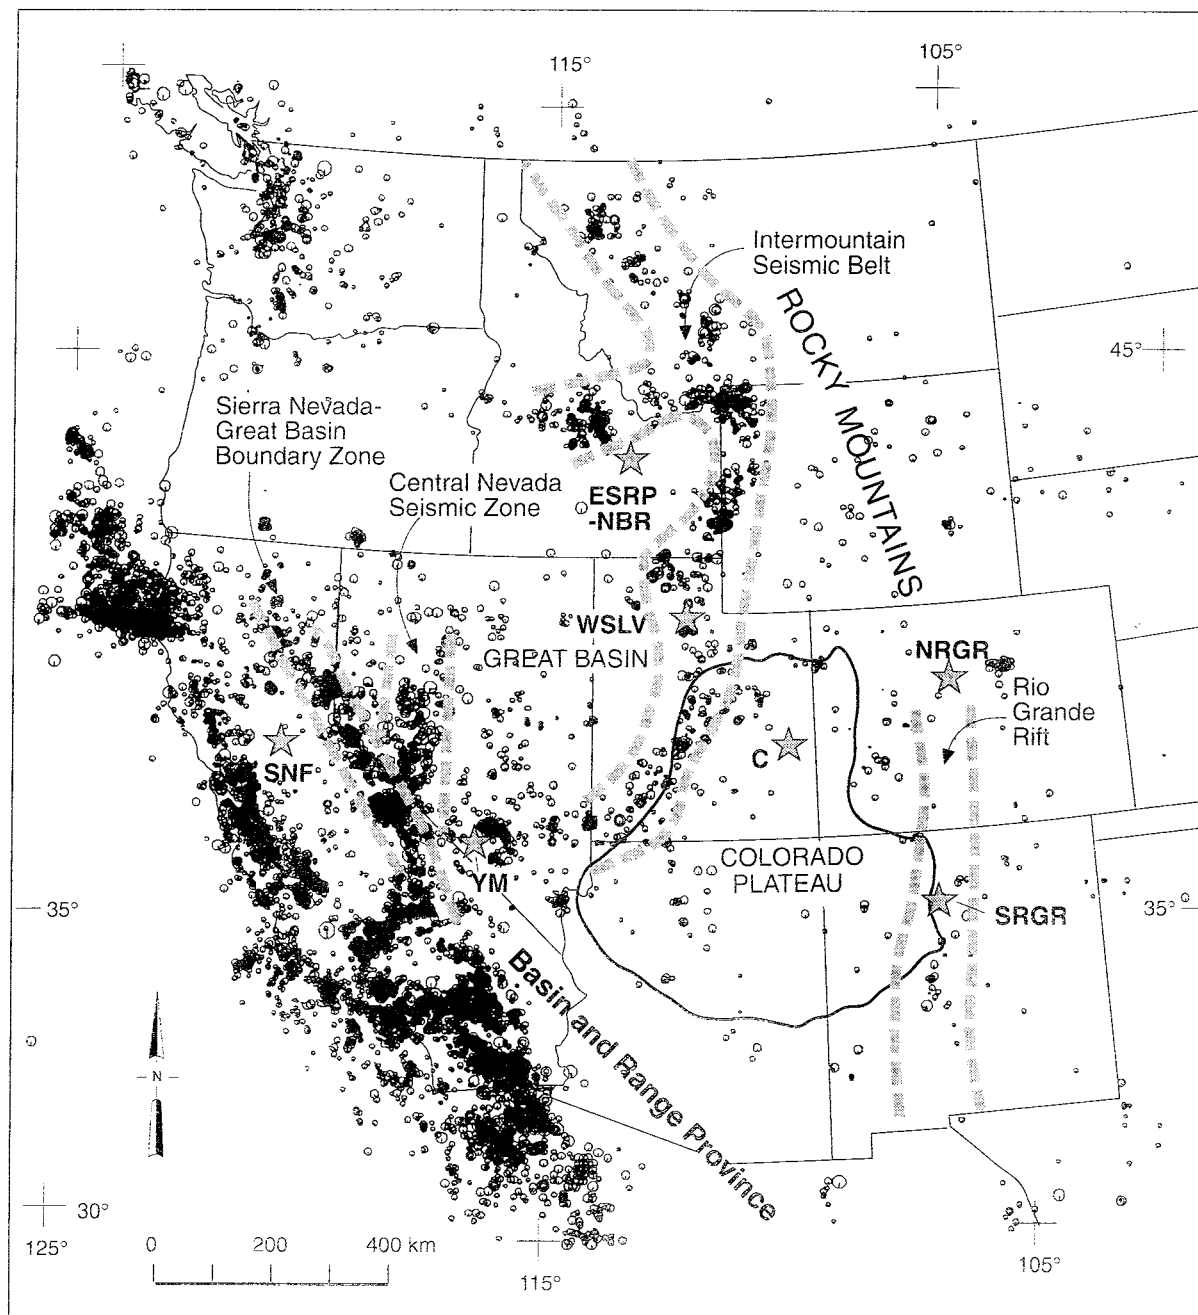 115°
105°
Intermountain
Seismic Belt
ROCKY MOUNTAINS
45°
Sierra Nevada-
Great Basin
Boundary Zone
Central Nevada
Seismic Zone
ESRP
-NBR
WSLV
GREAT BASIN
NRGR
Rio
Grande
Rift
SNF
C
YM
COLORADO
PLATEAU
35°
SRGR
35°
Basin and Range Province
N
30°
125°
0 200 400 km
115°
105°